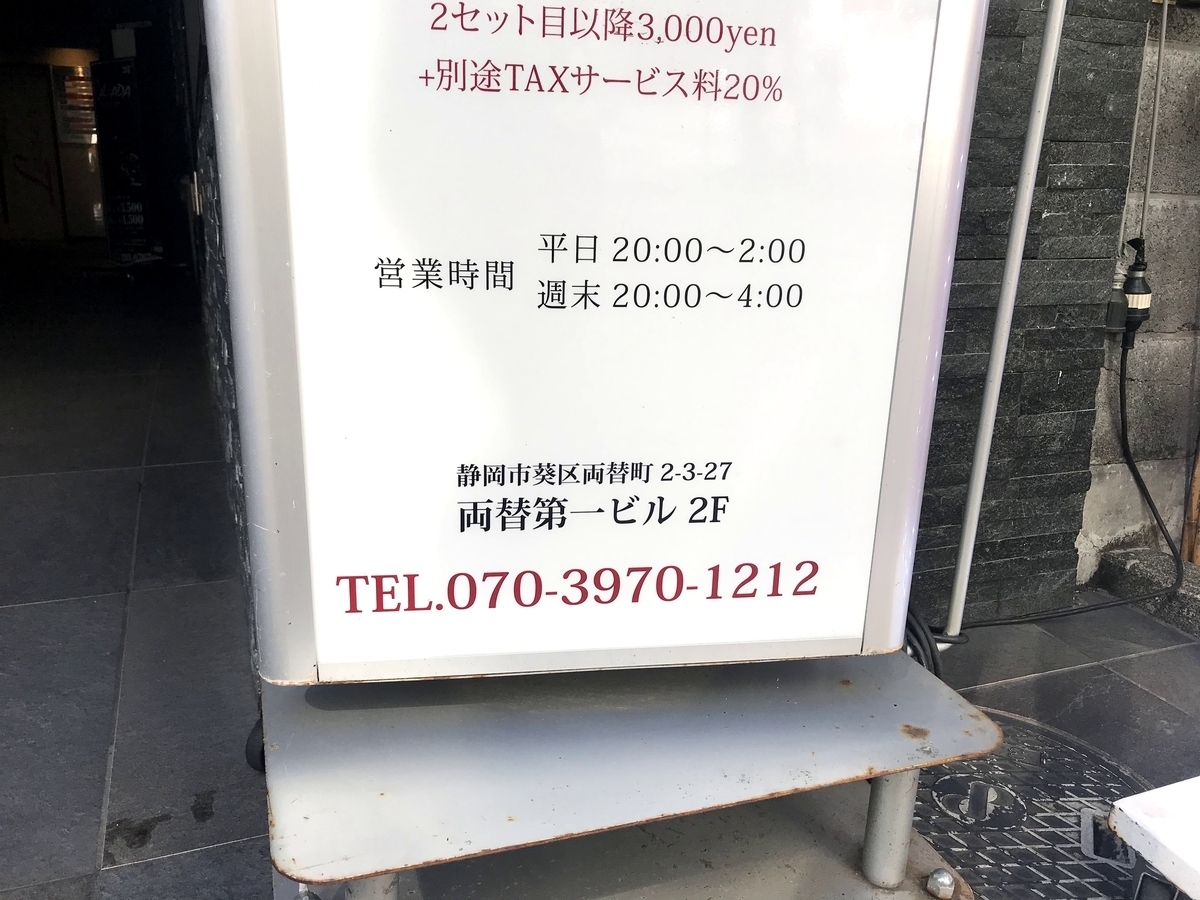 2セット目以降3,000yen
+別途TAXサービス料20%
営業時間
平日 20:00～2:00
週末 20:00～4:00
静岡市葵区両替町 2-3-27
両替第一ビル 2F
TEL.070-3970-1212